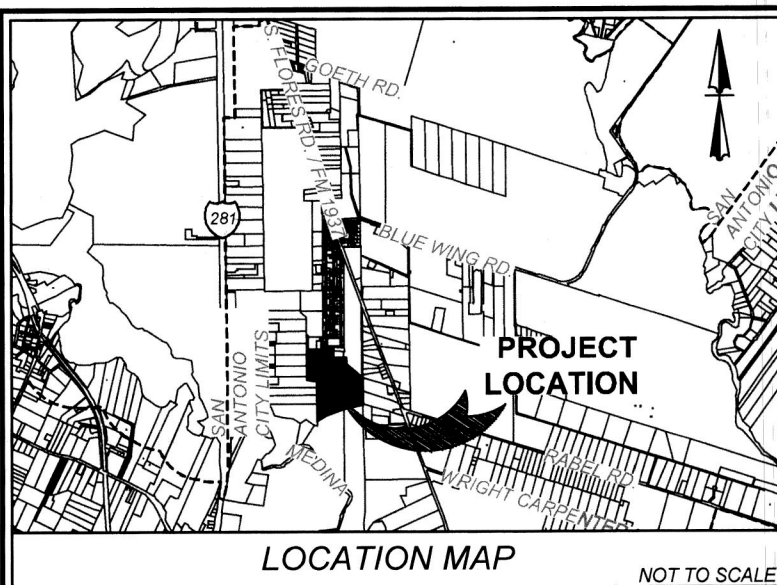 GOETH RD.
S. FLORES RD. / FM 1937
281
BLUE WING RD.
SAN
ANTONIO
CITY
SAN
ANTONIO
CITY LIMITS
PROJECT
LOCATION
MEDINA
RABEL RD.
WRIGHT CARPENTER
LOCATION MAP
NOT TO SCALE